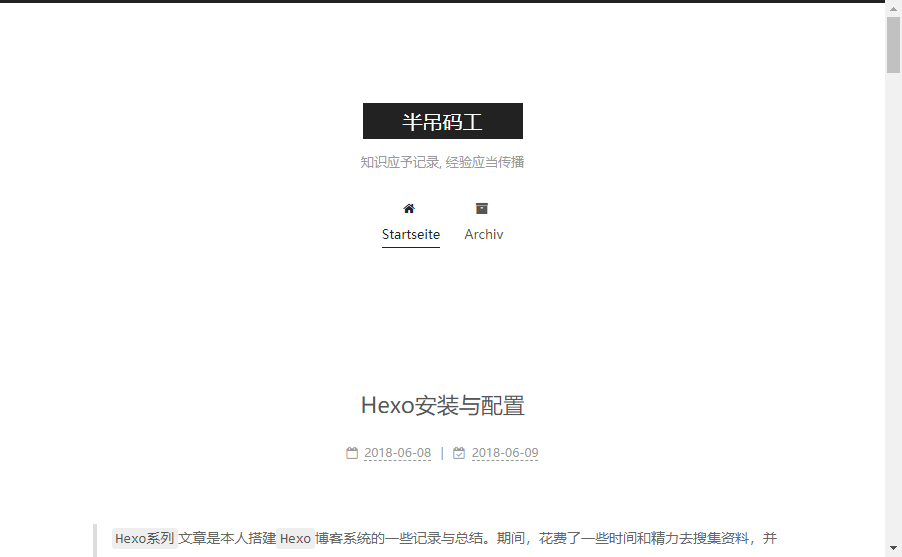 半吊码工
知识应予记录, 经验应当传播
Startseite Archiv
Hexo安装与配置
2018-06-08 | 2018-06-09
Hexo系列文章是本人搭建Hexo博客系统的一些记录与总结。期间，花费了一些时间和精力去搜集资料，并